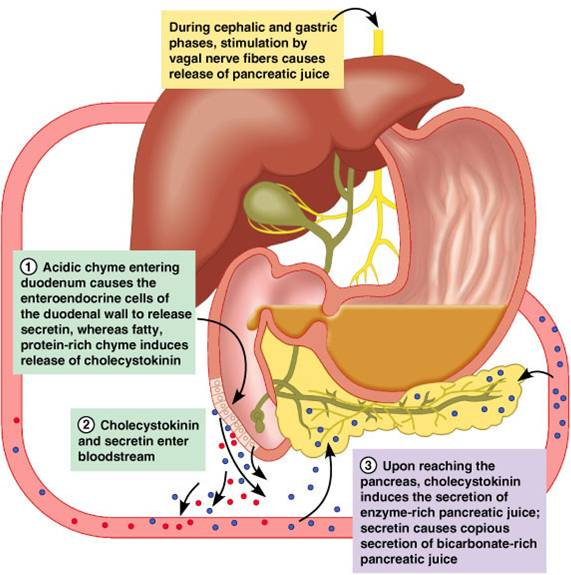 During cephalic and gastric
phases, stimulation by
vagal nerve fibers causes
release of pancreatic juice
1 Acidic chyme entering
duodenum causes the
enteroendocrine cells of
the duodenal wall to release
secretin, whereas fatty,
protein-rich chyme induces
release of cholecystokinin
2 Cholecystokinin
and secretin enter
bloodstream
3 Upon reaching the
pancreas, cholecystokinin
induces the secretion of
enzyme-rich pancreatic juice;
secretin causes copious
secretion of bicarbonate-rich
pancreatic juice